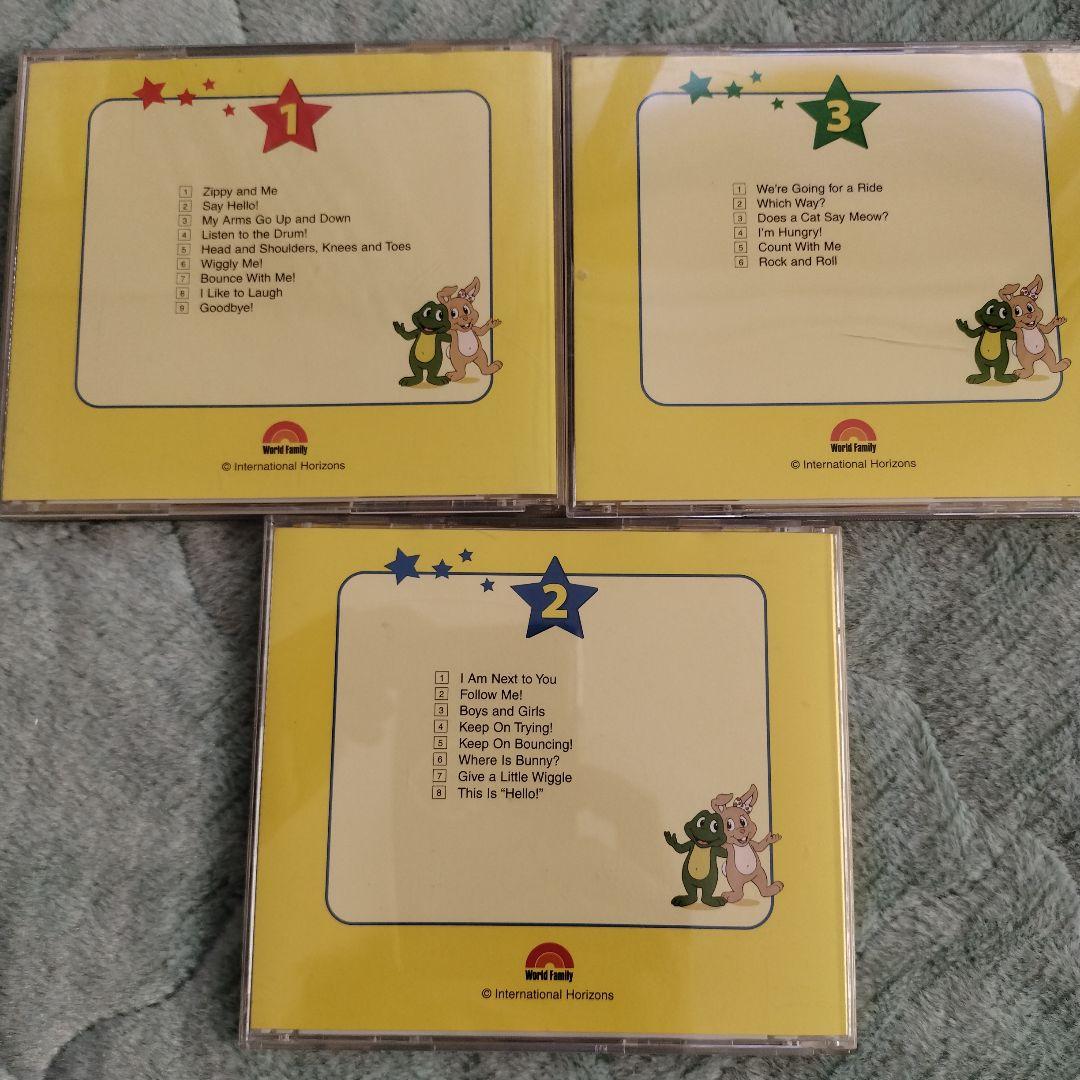 1
1 Zippy and Me
2 Say Hello!
3 My Arms Go Up and Down
4 Listen to the Drum!
5 Head and Shoulders, Knees and Toes
6 Wiggly Me!
7 Bounce With Me!
8 I Like to Laugh
9 Goodbye!
World Family
© International Horizons
3
1 We're Going for a Ride
2 Which Way?
3 Does a Cat Say Meow?
4 I'm Hungry!
5 Count With Me
6 Rock and Roll
World Family
© International Horizons
2
1 I Am Next to You
2 Follow Me!
3 Boys and Girls
4 Keep On Trying!
5 Keep On Bouncing!
6 Where Is Bunny?
7 Give a Little Wiggle
8 This Is “Hello!”
World Family
© International Horizons